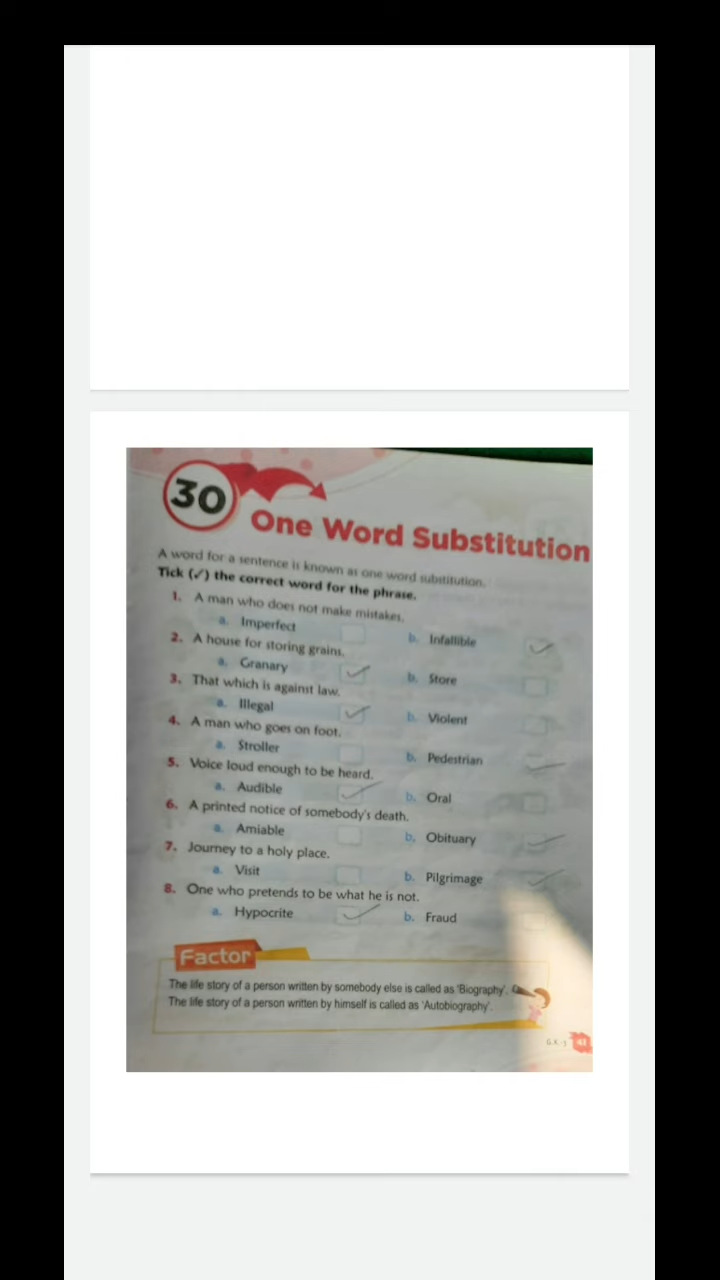 30
One Word Substitution
A word for a sentence is known as one word substitution.
Tick (✓) the correct word for the phrase.
1. A man who does not make mistakes.
a. Imperfect b. Infallible ✓
2. A house for storing grains.
a. Granary ✓ b. Store
3. That which is against law.
a. Illegal ✓ b. Violent
4. A man who goes on foot.
a. Stroller b. Pedestrian ✓
5. Voice loud enough to be heard.
a. Audible ✓ b. Oral
6. A printed notice of somebody's death.
a. Amiable b. Obituary ✓
7. Journey to a holy place.
a. Visit b. Pilgrimage ✓
8. One who pretends to be what he is not.
a. Hypocrite ✓ b. Fraud
Factor
The life story of a person written by somebody else is called as 'Biography'.
The life story of a person written by himself is called as 'Autobiography'.